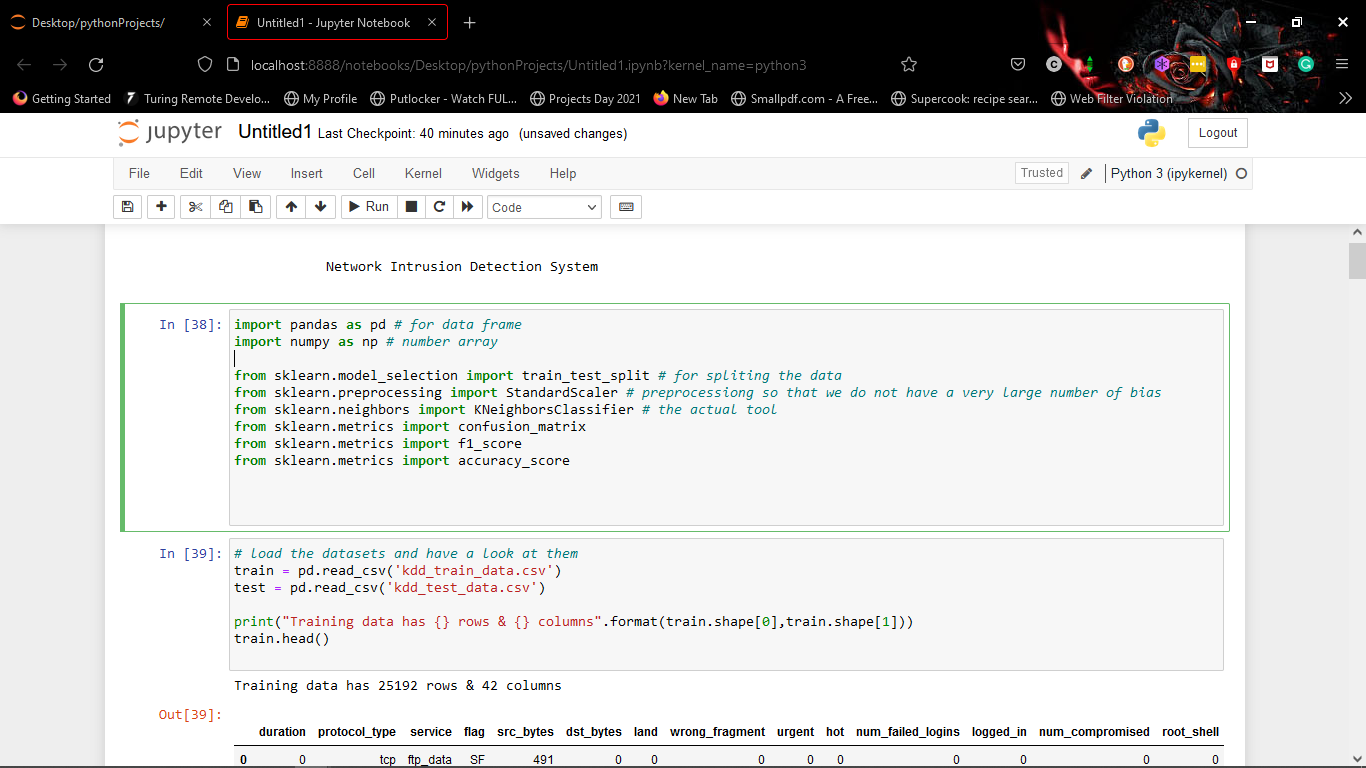 Desktop/pythonProjects/
Untitled1 - Jupyter Notebook
localhost:8888/notebooks/Desktop/pythonProjects/Untitled1.ipynb?kernel_name=python3
Getting Started
Turing Remote Develo...
My Profile
Putlocker - Watch FUL...
Projects Day 2021
New Tab
Smallpdf.com - A Free...
Supercook: recipe sear...
Web Filter Violation
jupyter Untitled1 Last Checkpoint: 40 minutes ago (unsaved changes)
Logout
File Edit View Insert Cell Kernel Widgets Help
Trusted
Python 3 (ipykernel)
Run
Code
Network Intrusion Detection System
In [38]:
import pandas as pd # for data frame
import numpy as np # number array
from sklearn.model_selection import train_test_split # for spliting the data
from sklearn.preprocessing import StandardScaler # preprocessiong so that we do not have a very large number of bias
from sklearn.neighbors import KNeighborsClassifier # the actual tool
from sklearn.metrics import confusion_matrix
from sklearn.metrics import f1_score
from sklearn.metrics import accuracy_score
In [39]:
# load the datasets and have a look at them
train = pd.read_csv('kdd_train_data.csv')
test = pd.read_csv('kdd_test_data.csv')
print("Training data has {} rows & {} columns".format(train.shape[0],train.shape[1]))
train.head()
Training data has 25192 rows & 42 columns
Out[39]:
duration protocol_type service flag src_bytes dst_bytes land wrong_fragment urgent hot num_failed_logins logged_in num_compromised root_shell
0 0 tcp ftp_data SF 491 0 0 0 0 0 0 0 0 0